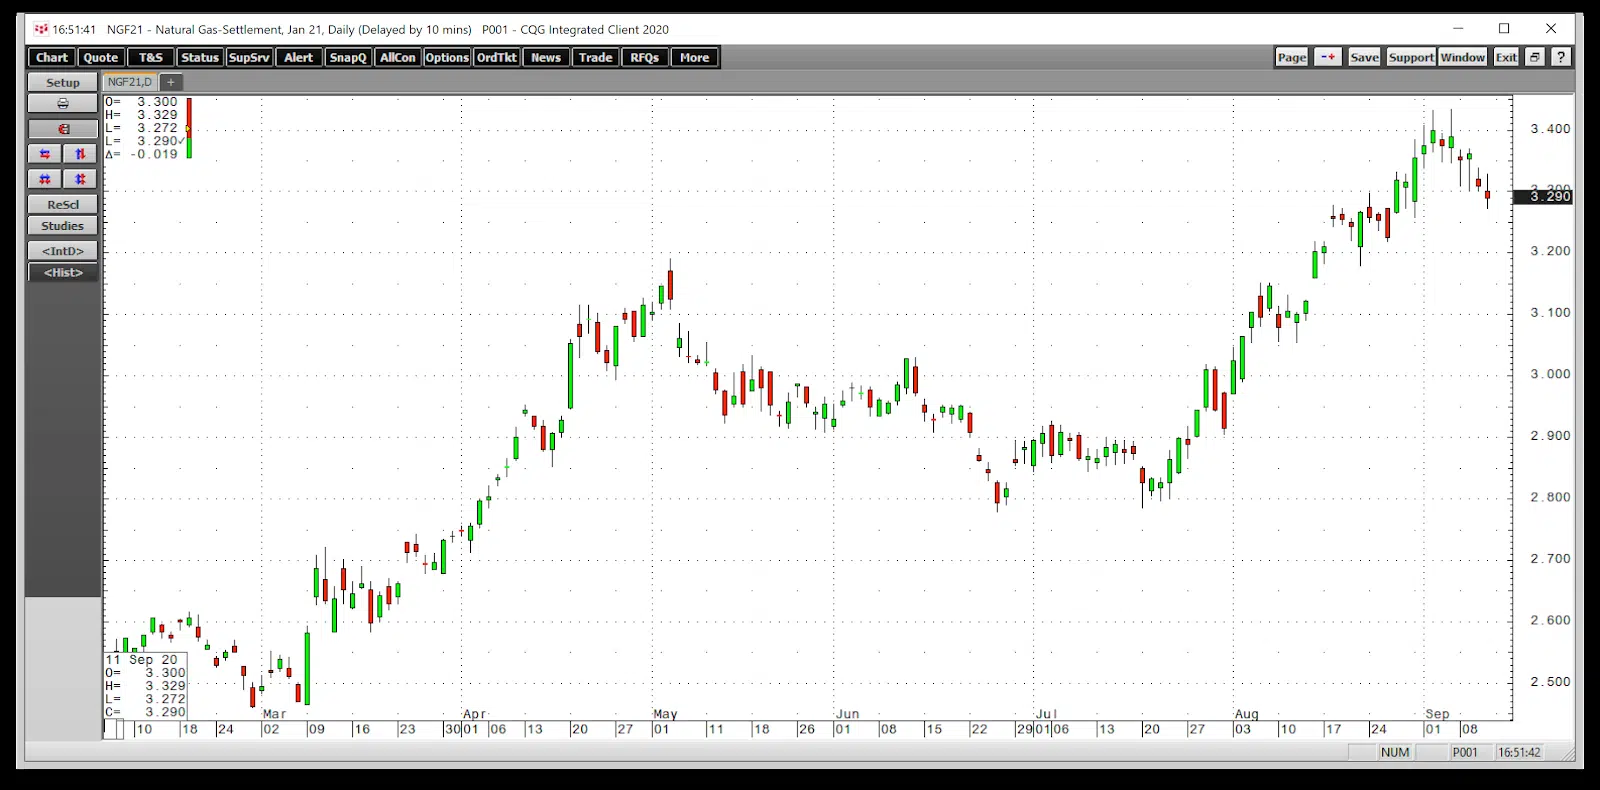 16:51:41 NGF21 - Natural Gas-Settlement, Jan 21, Daily (Delayed by 10 mins) P001 - CQG Integrated Client 2020
Chart Quote T&S Status SupSrv Alert SnapQ AllCon Options OrdTkt News Trade RFQs More Page -+ Save Support Window Exit ?
Setup NGF21,D +
O= 3.300
H= 3.329
L= 3.272
L= 3.290
Δ= -0.019
ReScl
Studies
<IntD>
<Hist>
3.400
3.300
3.290
3.200
3.100
3.000
2.900
2.800
2.700
2.600
2.500
11 Sep 20
O= 3.300
H= 3.329
L= 3.272
C= 3.290
Mar Apr May Jun Jul Aug Sep
10 18 24 02 09 16 23 30 01 06 13 20 27 01 11 18 26 01 08 15 22 29 01 06 13 20 27 03 10 17 24 01 08
NUM P001 16:51:42